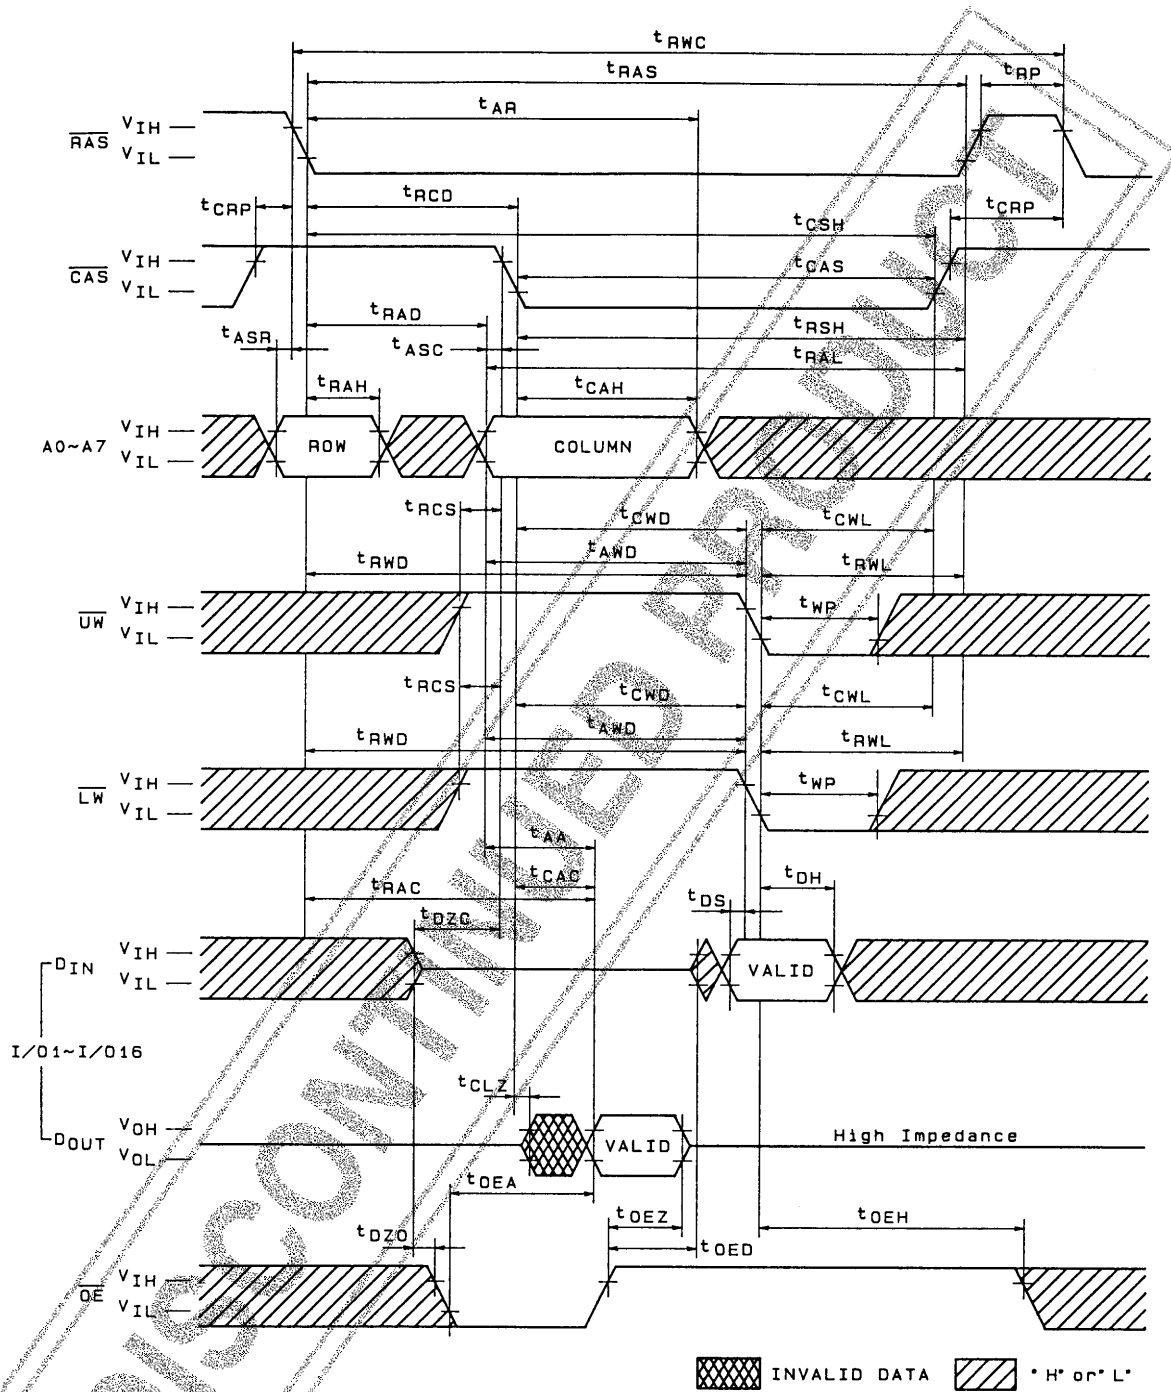 tRWC
tRAS
tRP
tAR
RAS
VIH
VIL
tRCD
tCRP
tCRP
tCSH
CAS
VIH
VIL
tCAS
tRAD
tRSH
tASR
tASC
tRAL
tRAH
tCAH
A0~A7
VIH
VIL
ROW
COLUMN
tRCS
tCWD
tCWL
tAWD
tRWD
tRWL
UW
VIH
VIL
tWP
tRCS
tCWD
tCWL
tAWD
tRWD
tRWL
LW
VIH
VIL
tWP
tAA
tRAC
tCAC
tDH
tDS
tDZC
DIN
VIH
VIL
VALID
I/O1~I/O16
tCLZ
DOUT
VOH
VOL
VALID
High Impedance
tOEA
tOEZ
tOEH
tDZO
tOED
OE
VIH
VIL
INVALID DATA
"H" or "L"
DISCONTINUED PRODUCT